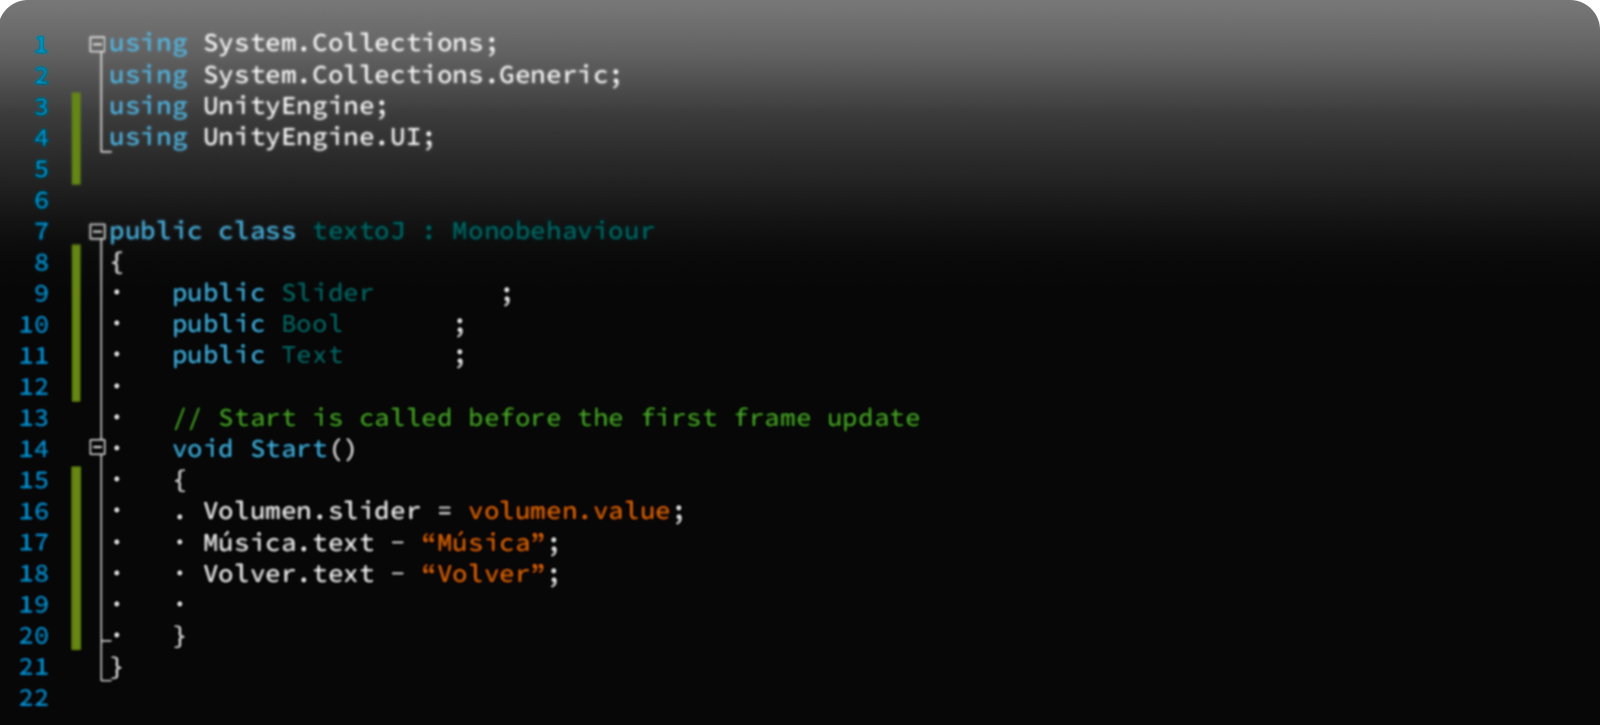 1 using System.Collections;
2 using System.Collections.Generic;
3 using UnityEngine;
4 using UnityEngine.UI;
5
6
7 public class textoJ : Monobehaviour
8 {
9 · public Slider ;
10 · public Bool ;
11 · public Text ;
12 ·
13 · // Start is called before the first frame update
14 · void Start()
15 · {
16 · . Volumen.slider = volumen.value;
17 · · Música.text - “Música”;
18 · · Volver.text - “Volver”;
19 · ·
20 · }
21 }
22